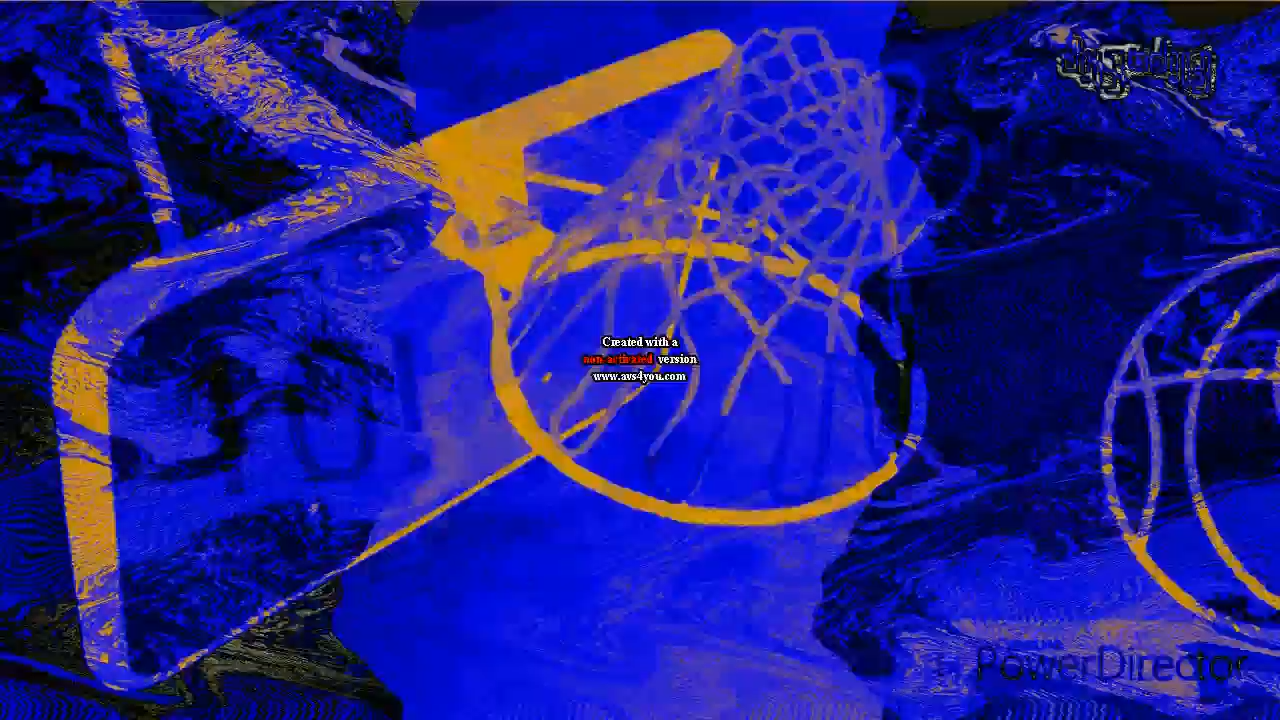 Created with a
non-activated version
www.avs4you.com
PowerDirector